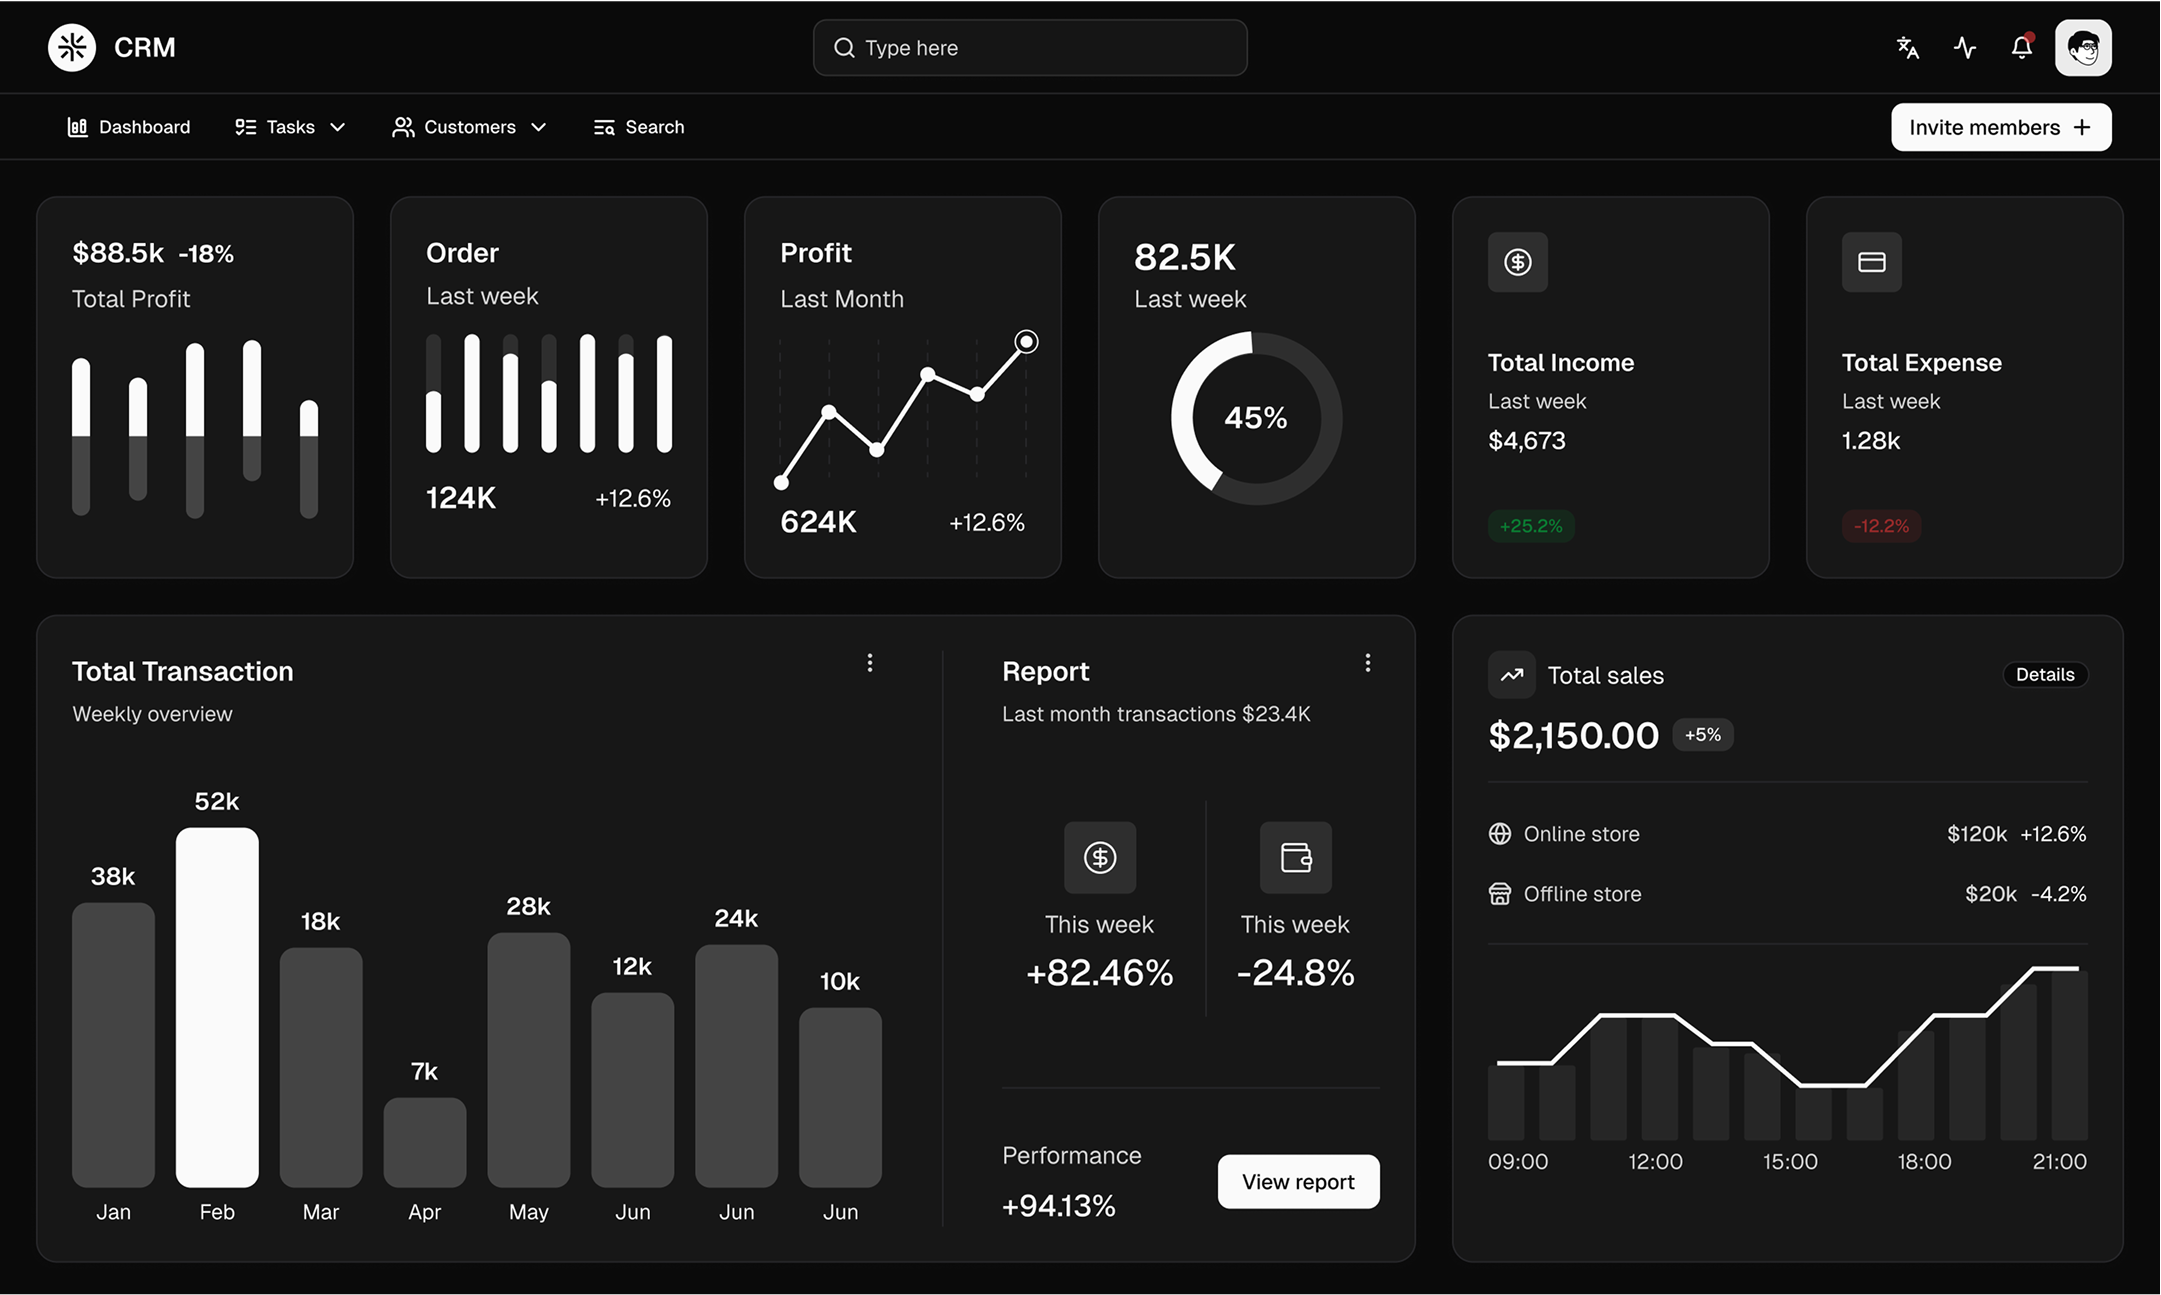 CRM
Type here
Dashboard
Tasks
Customers
Search
Invite members
$88.5k -18%
Total Profit
Order
Last week
124K +12.6%
Profit
Last Month
624K +12.6%
82.5K
Last week
45%
Total Income
Last week
$4,673
+25.2%
Total Expense
Last week
1.28k
-12.2%
Total Transaction
Weekly overview
38k
52k
18k
7k
28k
12k
24k
10k
Jan
Feb
Mar
Apr
May
Jun
Jun
Jun
Report
Last month transactions $23.4K
This week
+82.46%
This week
-24.8%
Performance
+94.13%
View report
Total sales
Details
$2,150.00 +5%
Online store $120k +12.6%
Offline store $20k -4.2%
09:00 12:00 15:00 18:00 21:00